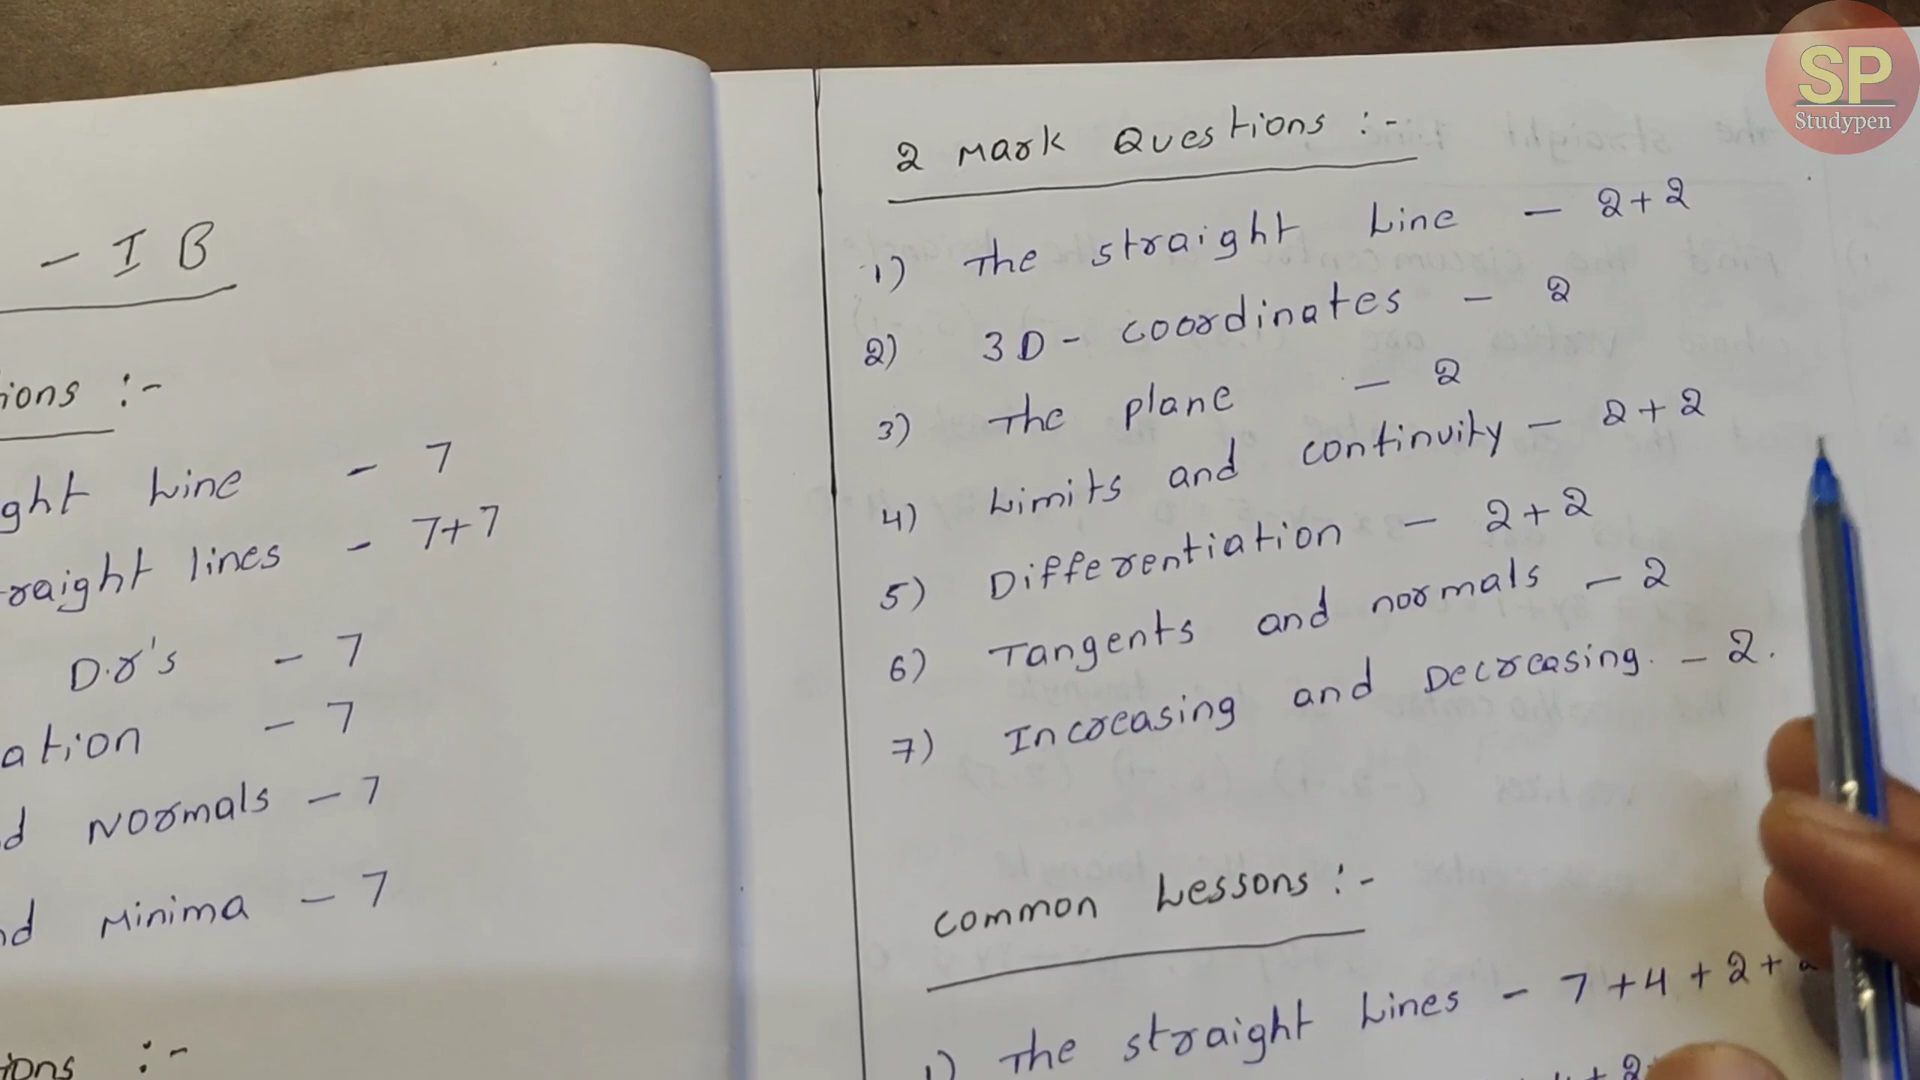 - I B
ions :-
ght Line - 7
raight lines - 7+7
D.r's - 7
ation - 7
d Normals - 7
nd Minima - 7
ions :-
2 Mark Questions :-
1) The straight Line - 2+2
2) 3D- coordinates - 2
3) The plane - 2
4) Limits and continuity - 2+2
5) Differentiation - 2+2
6) Tangents and normals - 2
7) Increasing and Decreasing. - 2.
Common Lessons :-
1) The straight Lines - 7+4+2+
SP
Studypen